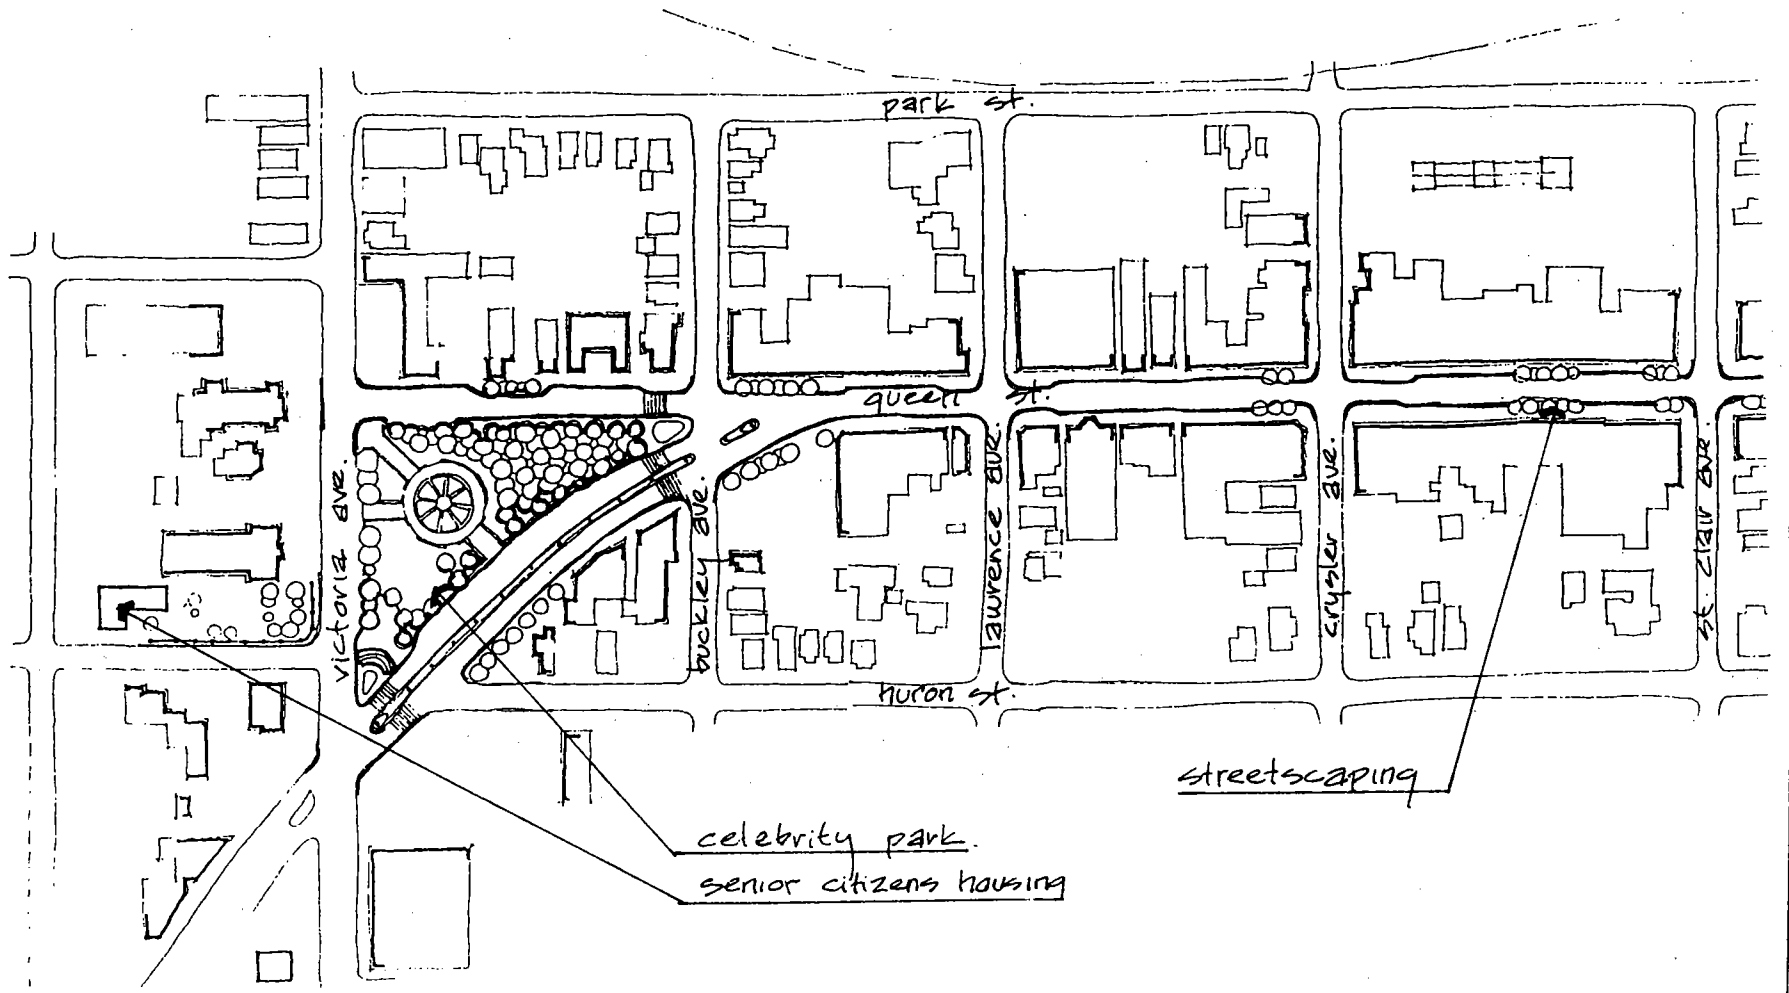 park st.
queen st.
victoria ave.
buckley ave.
lawrence ave.
crysler ave.
st. clair ave.
huron st.
streetscaping
celebrity park.
senior citizens housing